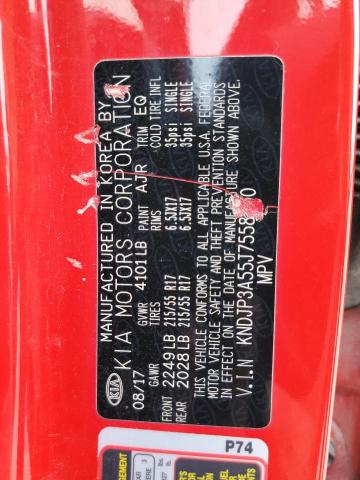 MANUFACTURED IN KOREA BY
KIA MOTORS CORPORATION
KIA
08/17 GVWR 4101LB PAINT AJR TRIM EQ
GAWR TIRES RIMS COLD TIRE INFL
FRONT 2249LB 215/55 R17 6.5JX17 35psi SINGLE
REAR 2028LB 215/55 R17 6.5JX17 35psi SINGLE
THIS VEHICLE CONFORMS TO ALL APPLICABLE U.S.A. FEDERAL
MOTOR VEHICLE SAFETY AND THEFT PREVENTION STANDARDS
IN EFFECT ON THE DATE OF MANUFACTURE SHOWN ABOVE.
V.I.N KNDJP3A55J7558
MPV
P74